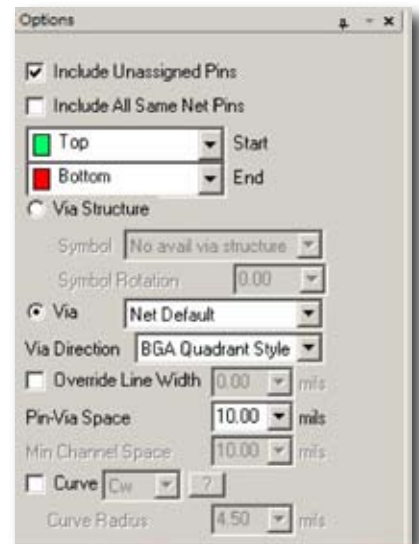 Options
Include Unassigned Pins
Include All Same Net Pins
Top Start
Bottom End
Via Structure
Symbol No avail via structure
Symbol Rotation 0.00
Via Net Default
Via Direction BGA Quadrant Style
Override Line Width 0.00 mils
Pin-Via Space 10.00 mils
Min Channel Space 10.00 mils
Curve Cw ?
Curve Radius 4.50 mils